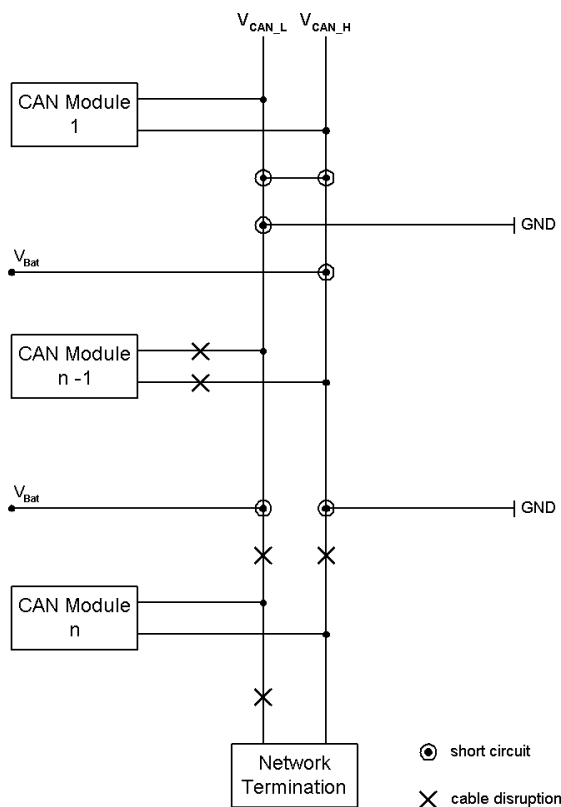 V_CAN_L V_CAN_H
CAN Module
1
GND
V_Bat
CAN Module
n -1
V_Bat
GND
CAN Module
n
Network
Termination
short circuit
cable disruption